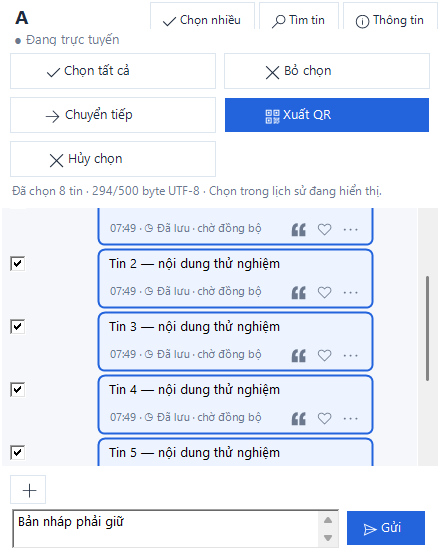 A
Chọn nhiều
Tìm tin
Thông tin
Đang trực tuyến
Chọn tất cả
Bỏ chọn
Chuyển tiếp
Xuất QR
Hủy chọn
Đã chọn 8 tin · 294/500 byte UTF-8 · Chọn trong lịch sử đang hiển thị.
07:49 · Đã lưu · chờ đồng bộ
Tin 2 — nội dung thử nghiệm
07:49 · Đã lưu · chờ đồng bộ
Tin 3 — nội dung thử nghiệm
07:49 · Đã lưu · chờ đồng bộ
Tin 4 — nội dung thử nghiệm
07:49 · Đã lưu · chờ đồng bộ
Tin 5 — nội dung thử nghiệm
Bản nháp phải giữ
Gửi